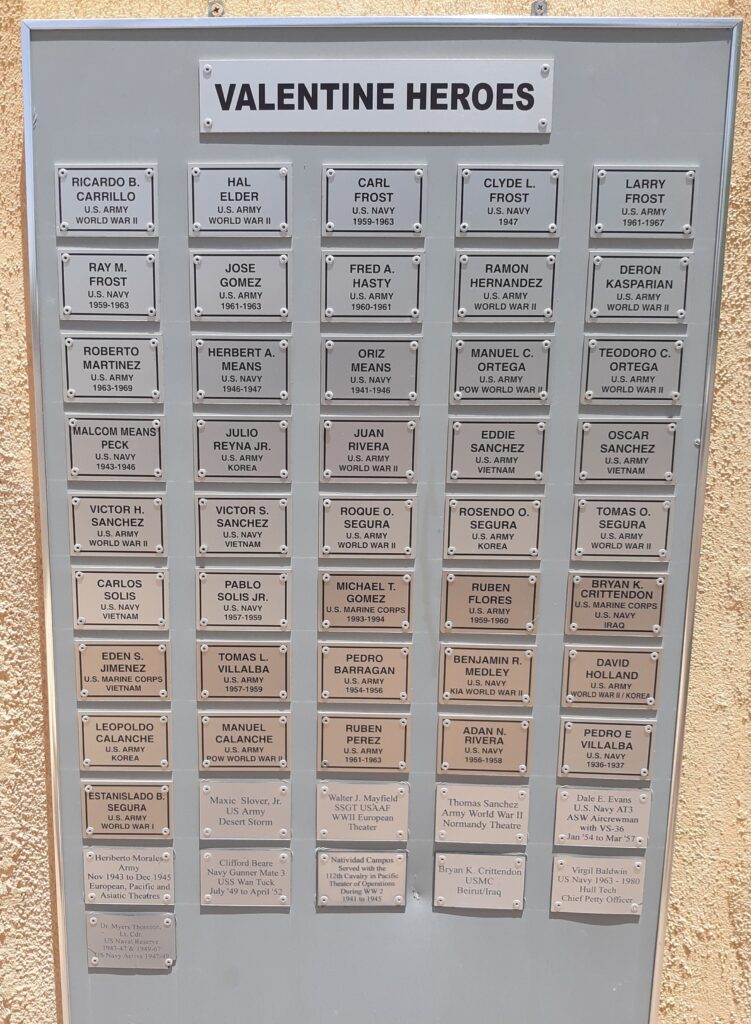 VALENTINE HEROES
RICARDO B.
CARRILLO
U.S. ARMY
WORLD WAR II
HAL
ELDER
U.S. ARMY
WORLD WAR II
CARL
FROST
U.S. NAVY
1959-1963
CLYDE L.
FROST
U.S. NAVY
1947
LARRY
FROST
U.S. ARMY
1961-1967
RAY M.
FROST
U.S. NAVY
1959-1963
JOSE
GOMEZ
U.S. ARMY
1961-1963
FRED A.
HASTY
U.S. ARMY
1960-1961
RAMON
HERNANDEZ
U.S. ARMY
WORLD WAR II
DERON
KASPARIAN
U.S. ARMY
WORLD WAR II
ROBERTO
MARTINEZ
U.S. ARMY
1963-1969
HERBERT A.
MEANS
U.S. NAVY
1946-1947
ORIZ
MEANS
U.S. NAVY
1941-1946
MANUEL C.
ORTEGA
U.S. ARMY
POW WORLD WAR II
TEODORO C.
ORTEGA
U.S. ARMY
WORLD WAR II
MALCOM MEANS
PECK
U.S. NAVY
1943-1946
JULIO
REYNA JR.
U.S. ARMY
KOREA
JUAN
RIVERA
U.S. ARMY
WORLD WAR II
EDDIE
SANCHEZ
U.S. ARMY
VIETNAM
OSCAR
SANCHEZ
U.S. ARMY
VIETNAM
VICTOR H.
SANCHEZ
U.S. ARMY
WORLD WAR II
VICTOR S.
SANCHEZ
U.S. NAVY
VIETNAM
ROQUE O.
SEGURA
U.S. ARMY
WORLD WAR II
ROSENDO O.
SEGURA
U.S. ARMY
KOREA
TOMAS O.
SEGURA
U.S. ARMY
WORLD WAR II
CARLOS
SOLIS
U.S. NAVY
VIETNAM
PABLO
SOLIS JR.
U.S. NAVY
1957-1959
MICHAEL T.
GOMEZ
U.S. MARINE CORPS
1993-1994
RUBEN
FLORES
U.S. ARMY
1959-1960
BRYAN K.
CRITTENDON
U.S. MARINE CORPS
U.S. NAVY
IRAQ
EDEN S.
JIMENEZ
U.S. MARINE CORPS
VIETNAM
TOMAS L.
VILLALBA
U.S. ARMY
1957-1959
PEDRO
BARRAGAN
U.S. ARMY
1954-1956
BENJAMIN R.
MEDLEY
U.S. NAVY
KIA WORLD WAR II
DAVID
HOLLAND
U.S. ARMY
WORLD WAR II / KOREA
LEOPOLDO
CALANCHE
U.S. ARMY
KOREA
MANUEL
CALANCHE
U.S. ARMY
POW WORLD WAR II
RUBEN
PEREZ
U.S. ARMY
1961-1963
ADAN N.
RIVERA
U.S. NAVY
1956-1958
PEDRO E
VILLALBA
U.S. NAVY
1936-1937
ESTANISLADO B.
SEGURA
U.S. ARMY
WORLD WAR I
Maxie Slover, Jr.
US Army
Desert Storm
Walter J. Mayfield
SSGT USAAF
WWII European
Theater
Thomas Sanchez
Army World War II
Normandy Theatre
Dale E. Evans
U.S. Navy AT3
ASW Aircrewman
with VS-36
Jan '54 to Mar '57
Heriberto Morales
Army
Nov 1943 to Dec 1945
European, Pacific and
Asiatic Theatres
Clifford Beare
Navy Gunner Mate 3
USS Wan Tuck
July '49 to April '52
Natividad Campos
Served with the
112th Cavalry in Pacific
Theater of Operations
During WW 2
1941 to 1945
Bryan K. Crittendon
USMC
Beirut/Iraq
Virgil Baldwin
US Navy 1963 - 1980
Hull Tech
Chief Petty Officer
Dr. Myers Thornton,
Lt. Cdr.
US Naval Reserve
US Navy Active